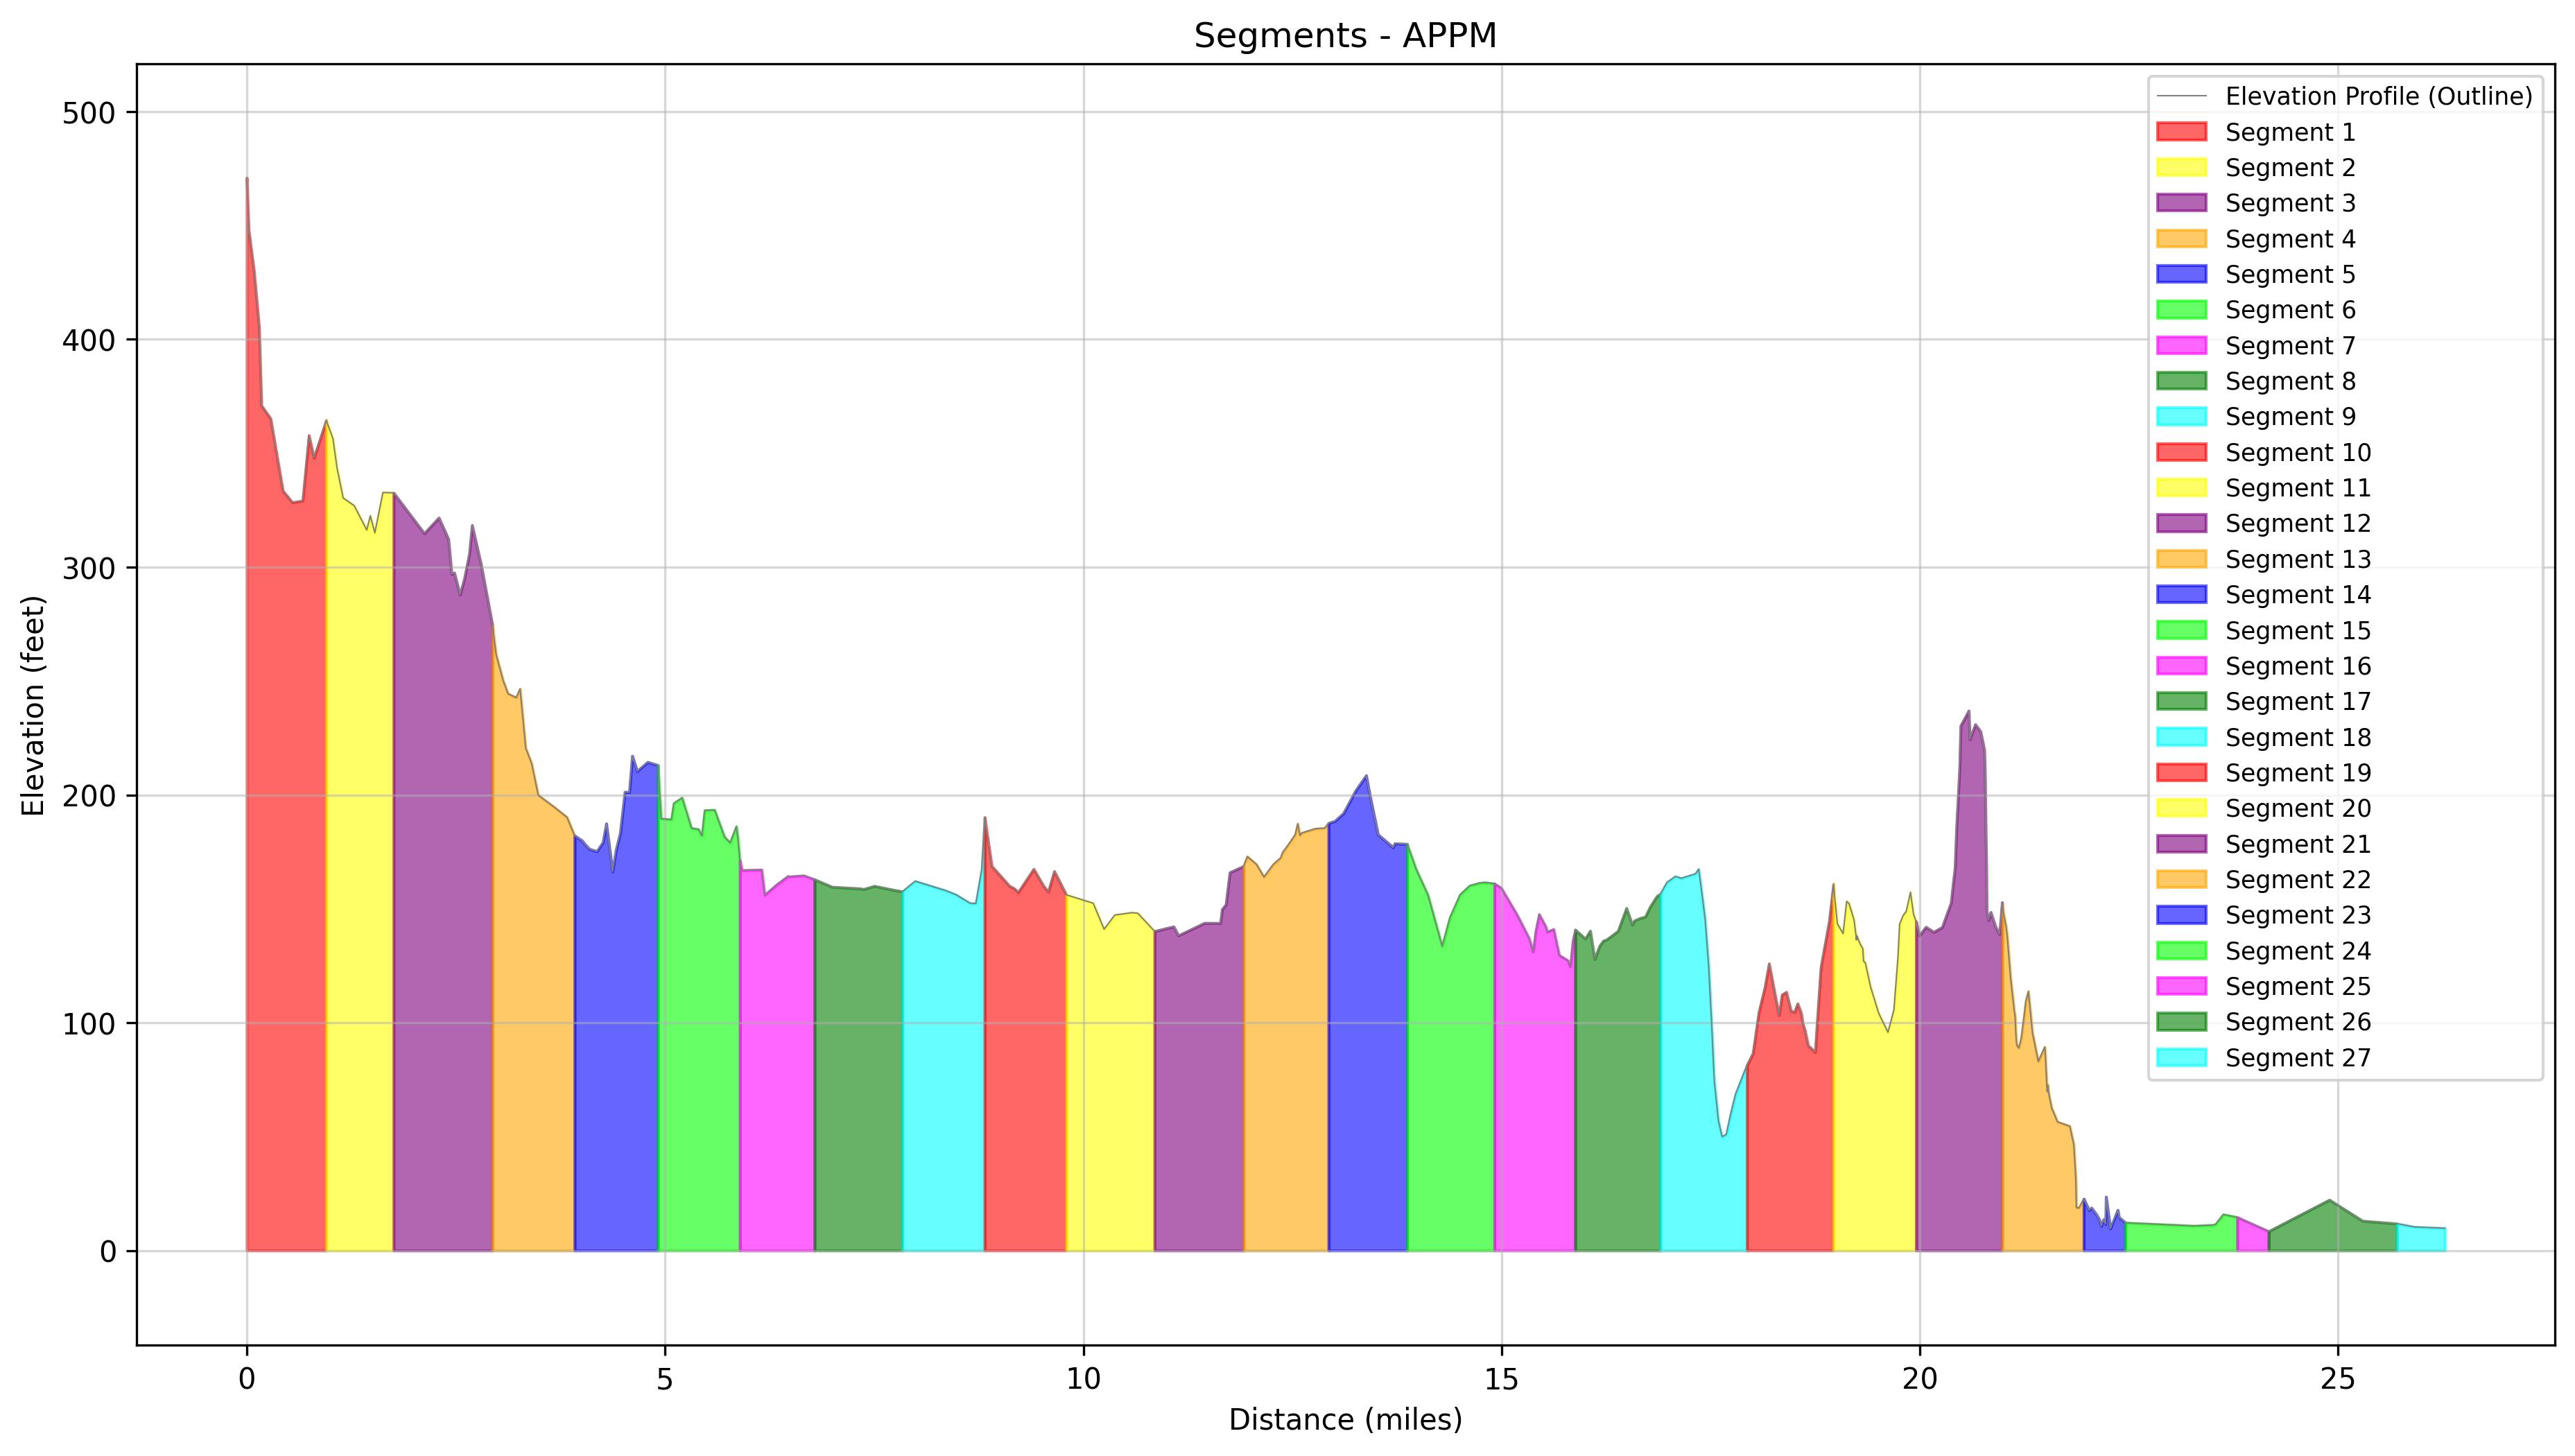 Segments - APPM
Elevation (feet)
500
400
300
200
100
0
0
5
10
15
20
25
Distance (miles)
Elevation Profile (Outline)
Segment 1
Segment 2
Segment 3
Segment 4
Segment 5
Segment 6
Segment 7
Segment 8
Segment 9
Segment 10
Segment 11
Segment 12
Segment 13
Segment 14
Segment 15
Segment 16
Segment 17
Segment 18
Segment 19
Segment 20
Segment 21
Segment 22
Segment 23
Segment 24
Segment 25
Segment 26
Segment 27